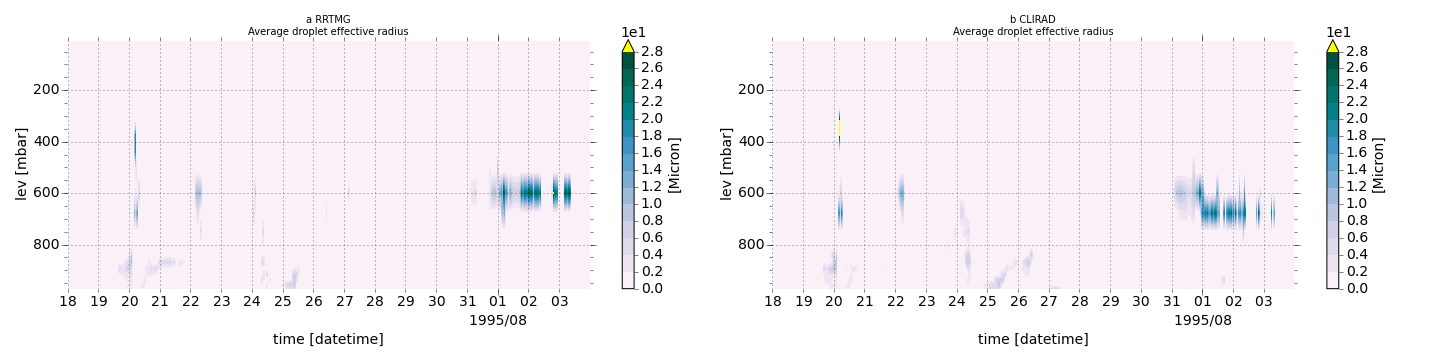 a RRTMG
Average droplet effective radius
1e1
2.8
2.6
2.4
2.2
2.0
1.8
1.6
1.4
1.2
1.0
0.8
0.6
0.4
0.2
0.0
[Micron]
200
400
600
800
lev [mbar]
18 19 20 21 22 23 24 25 26 27 28 29 30 31 01 02 03
1995/08
time [datetime]
b CLIRAD
Average droplet effective radius
1e1
2.8
2.6
2.4
2.2
2.0
1.8
1.6
1.4
1.2
1.0
0.8
0.6
0.4
0.2
0.0
[Micron]
200
400
600
800
lev [mbar]
18 19 20 21 22 23 24 25 26 27 28 29 30 31 01 02 03
1995/08
time [datetime]